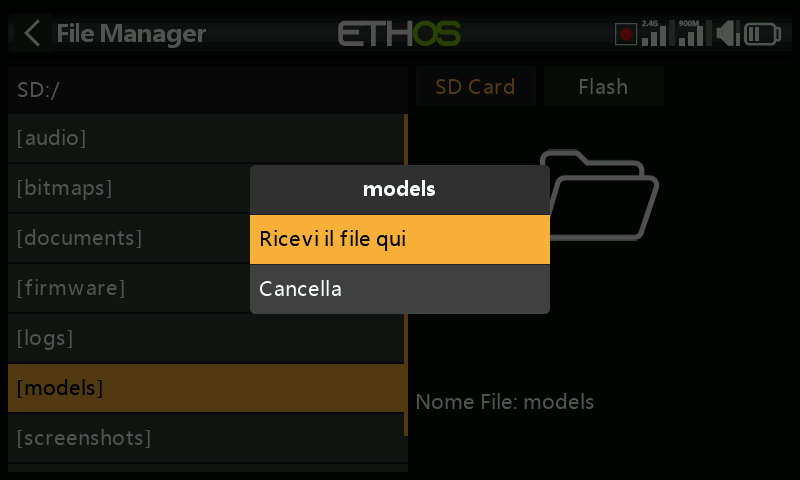 File Manager
ETHOS
2.4G
900M
SD:/
SD Card
Flash
[audio]
[bitmaps]
[documents]
[firmware]
[logs]
[models]
[screenshots]
models
Ricevi il file qui
Cancella
Nome File: models